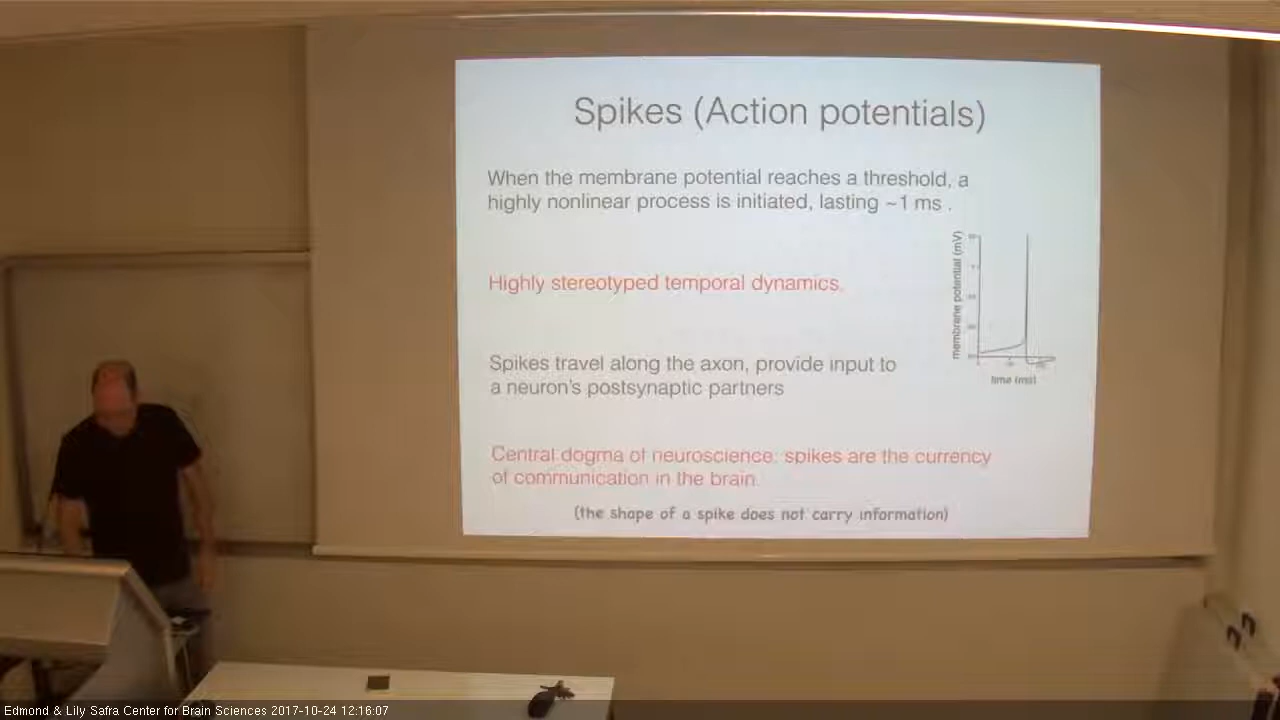 Spikes (Action potentials)
When the membrane potential reaches a threshold, a
highly nonlinear process is initiated, lasting ~1 ms .
Highly stereotyped temporal dynamics.
membrane potential (mV)
time (ms)
Spikes travel along the axon, provide input to
a neuron's postsynaptic partners
Central dogma of neuroscience: spikes are the currency
of communication in the brain.
(the shape of a spike does not carry information)
Edmond & Lily Safra Center for Brain Sciences 2017-10-24 12:16:07